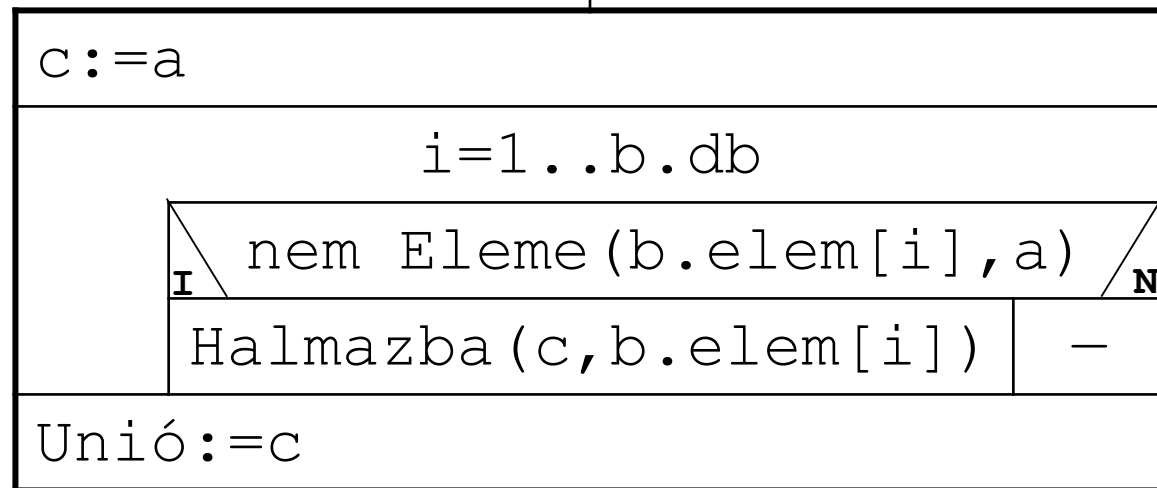 c:=a
i=1..b.db
nem Eleme(b.elem[i],a)
I N
Halmazba(c,b.elem[i]) –
Unió:=c